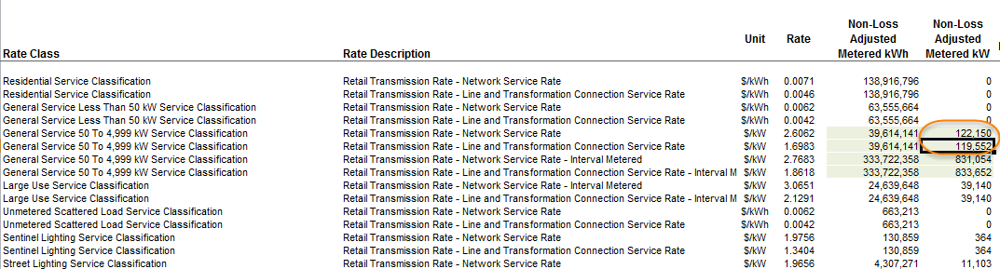 Rate Class Rate Description Unit Rate Non-Loss Adjusted Metered kWh Non-Loss Adjusted Metered kW
Residential Service Classification Retail Transmission Rate - Network Service Rate $/kWh 0.0071 138,916,796 0
Residential Service Classification Retail Transmission Rate - Line and Transformation Connection Service Rate $/kWh 0.0046 138,916,796 0
General Service Less Than 50 kW Service Classification Retail Transmission Rate - Network Service Rate $/kWh 0.0062 63,555,664 0
General Service Less Than 50 kW Service Classification Retail Transmission Rate - Line and Transformation Connection Service Rate $/kWh 0.0042 63,555,664 0
General Service 50 To 4,999 kW Service Classification Retail Transmission Rate - Network Service Rate $/kW 2.6062 39,614,141 122,150
General Service 50 To 4,999 kW Service Classification Retail Transmission Rate - Line and Transformation Connection Service Rate $/kW 1.6983 39,614,141 119,552
General Service 50 To 4,999 kW Service Classification Retail Transmission Rate - Network Service Rate - Interval Metered $/kW 2.7683 333,722,358 831,054
General Service 50 To 4,999 kW Service Classification Retail Transmission Rate - Line and Transformation Connection Service Rate - Interval M $/kW 1.8618 333,722,358 833,652
Large Use Service Classification Retail Transmission Rate - Network Service Rate - Interval Metered $/kW 3.0651 24,639,648 39,140
Large Use Service Classification Retail Transmission Rate - Line and Transformation Connection Service Rate - Interval M $/kW 2.1291 24,639,648 39,140
Unmetered Scattered Load Service Classification Retail Transmission Rate - Network Service Rate $/kWh 0.0062 663,213 0
Unmetered Scattered Load Service Classification Retail Transmission Rate - Line and Transformation Connection Service Rate $/kWh 0.0042 663,213 0
Sentinel Lighting Service Classification Retail Transmission Rate - Network Service Rate $/kW 1.9756 130,859 364
Sentinel Lighting Service Classification Retail Transmission Rate - Line and Transformation Connection Service Rate $/kW 1.3404 130,859 364
Street Lighting Service Classification Retail Transmission Rate - Network Service Rate $/kW 1.9656 4,307,271 11,103